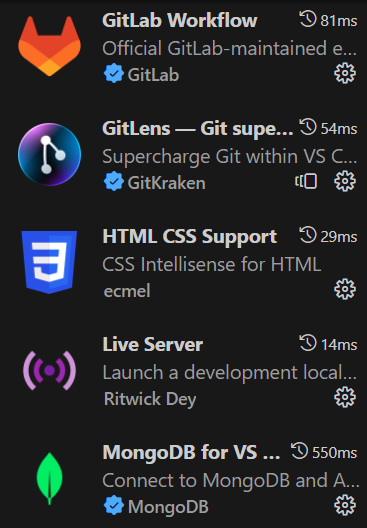 GitLab Workflow 81ms
Official GitLab-maintained e...
GitLab
GitLens — Git supe... 54ms
Supercharge Git within VS C...
GitKraken
HTML CSS Support 29ms
CSS Intellisense for HTML
ecmel
Live Server 14ms
Launch a development local...
Ritwick Dey
MongoDB for VS ... 550ms
Connect to MongoDB and A...
MongoDB